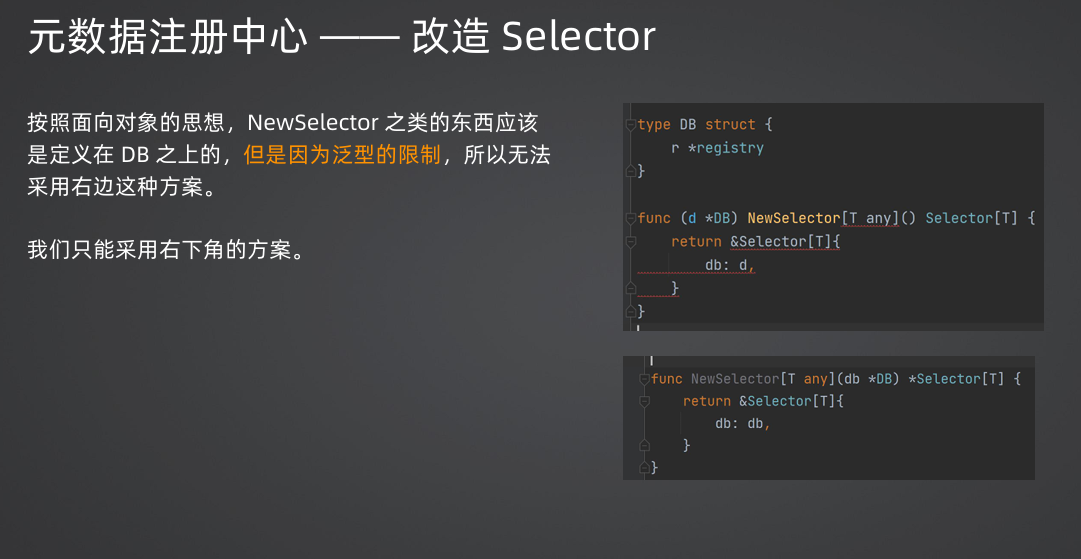 元数据注册中心 —— 改造 Selector
按照面向对象的思想，NewSelector 之类的东西应该
是定义在 DB 之上的，但是因为泛型的限制，所以无法
采用右边这种方案。
我们只能采用右下角的方案。
type DB struct {
r *registry
}
func (d *DB) NewSelector[T any]() Selector[T] {
return &Selector[T]{
db: d,
}
}
func NewSelector[T any](db *DB) *Selector[T] {
return &Selector[T]{
db: db,
}
}